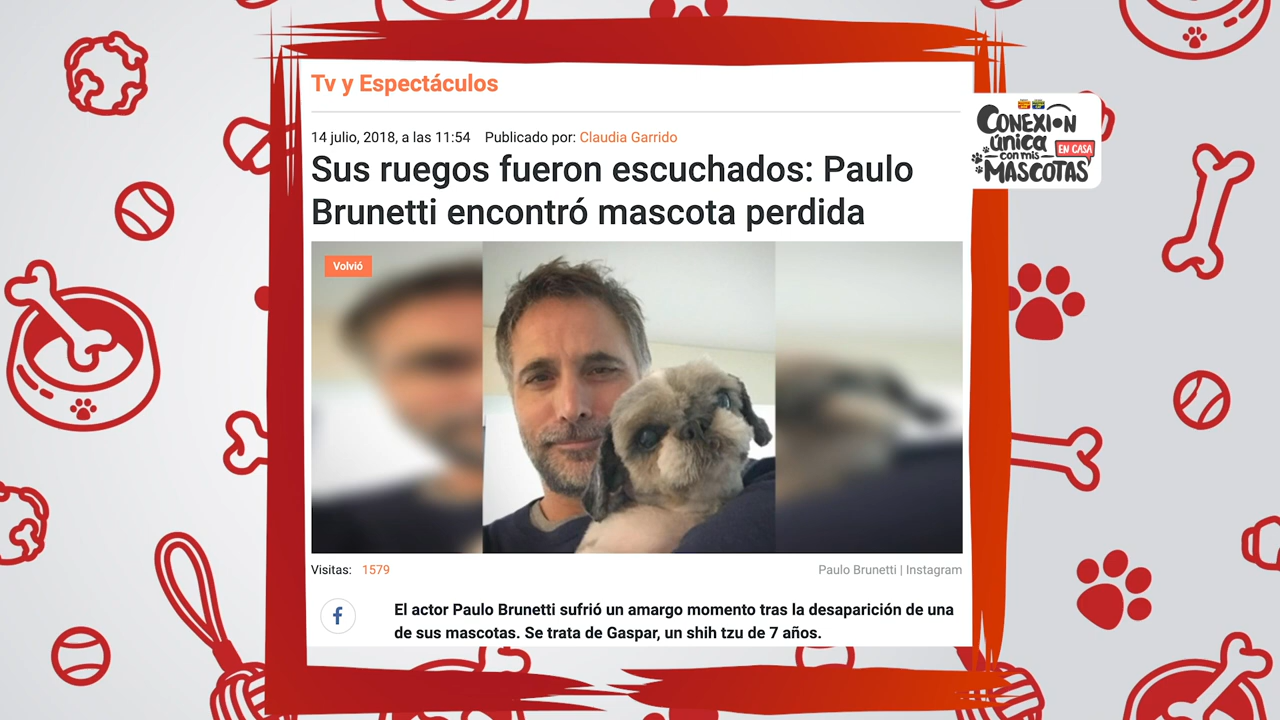 Tv y Espectáculos
14 julio, 2018, a las 11:54 Publicado por: Claudia Garrido
Sus ruegos fueron escuchados: Paulo
Brunetti encontró mascota perdida
Volvió
Visitas: 1579
Paulo Brunetti | Instagram
El actor Paulo Brunetti sufrió un amargo momento tras la desaparición de una
de sus mascotas. Se trata de Gaspar, un shih tzu de 7 años.
CONEXIÓN
única
EN CASA
con mis
MASCOTAS